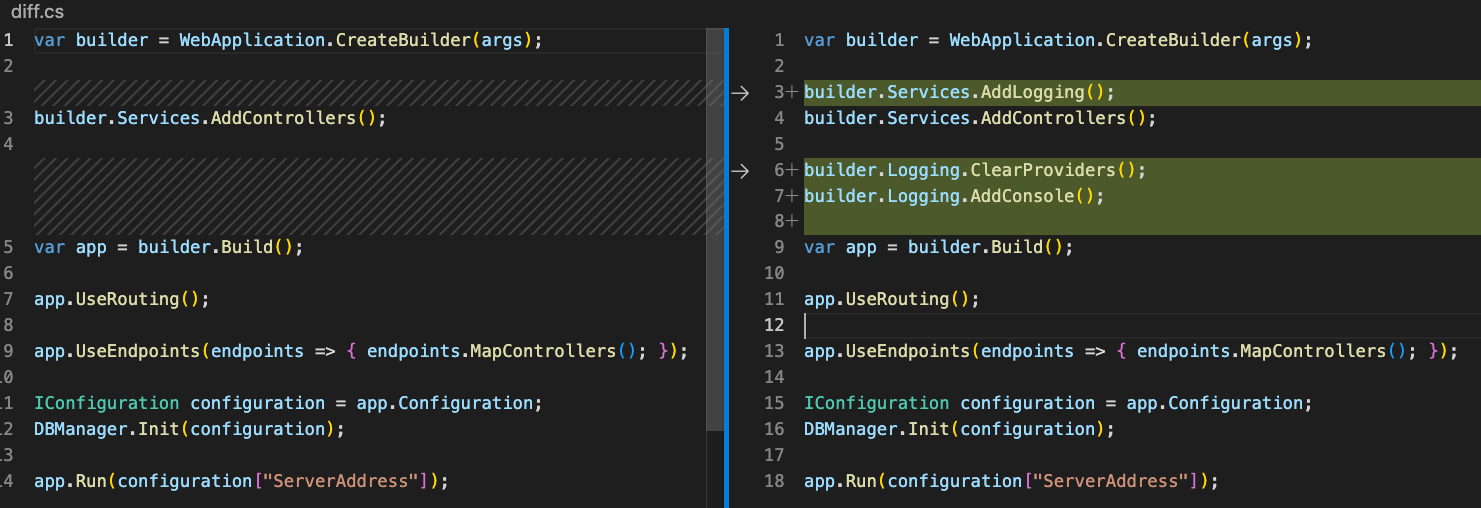 diff.cs
1 var builder = WebApplication.CreateBuilder(args);
2
3 builder.Services.AddControllers();
4
5 var app = builder.Build();
6
7 app.UseRouting();
8
9 app.UseEndpoints(endpoints => { endpoints.MapControllers(); });
10
11 IConfiguration configuration = app.Configuration;
12 DBManager.Init(configuration);
13
14 app.Run(configuration["ServerAddress"]);
1 var builder = WebApplication.CreateBuilder(args);
2
3+ builder.Services.AddLogging();
4 builder.Services.AddControllers();
5
6+ builder.Logging.ClearProviders();
7+ builder.Logging.AddConsole();
8+
9 var app = builder.Build();
10
11 app.UseRouting();
12
13 app.UseEndpoints(endpoints => { endpoints.MapControllers(); });
14
15 IConfiguration configuration = app.Configuration;
16 DBManager.Init(configuration);
17
18 app.Run(configuration["ServerAddress"]);